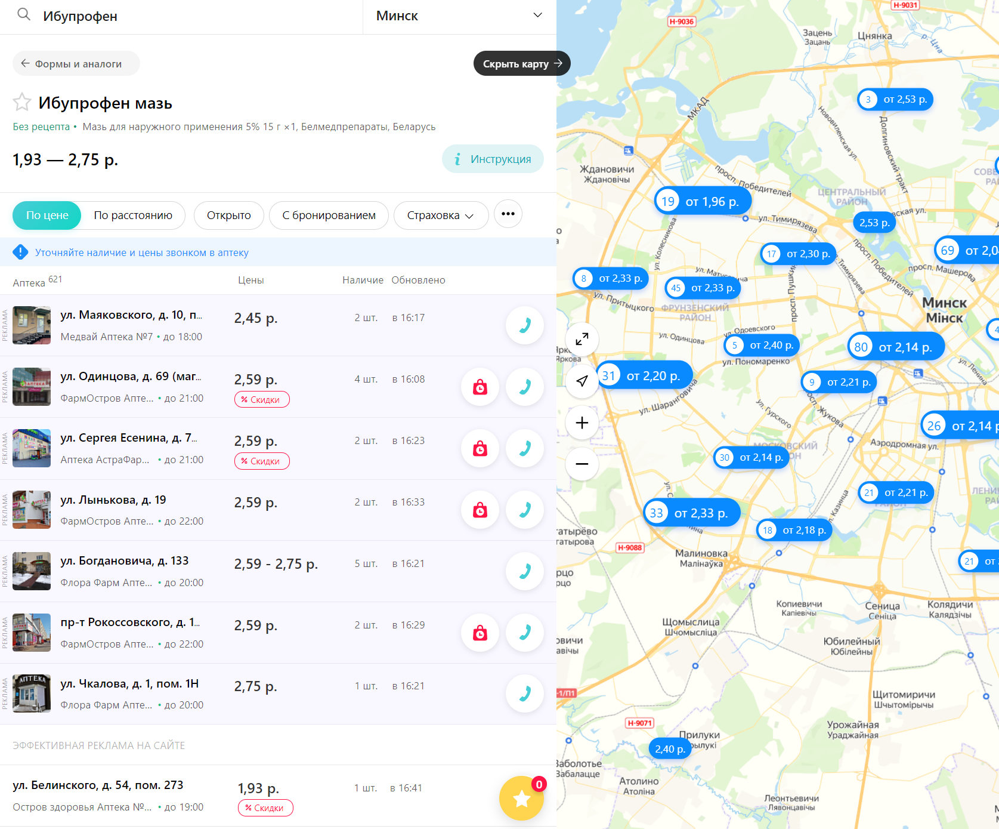 Ибупрофен
Минск
Формы и аналоги
Скрыть карту
Ибупрофен мазь
Без рецепта • Мазь для наружного применения 5% 15 г ×1, Белмедпрепараты, Беларусь
1,93 — 2,75 р.
Инструкция
По цене
По расстоянию
Открыто
С бронированием
Страховка
Уточняйте наличие и цены звонком в аптеку
Аптека 621
Цены
Наличие
Обновлено
РЕКЛАМА
ул. Маяковского, д. 10, п...
2,45 р.
2 шт.
в 16:17
Медвай Аптека №7 • до 18:00
РЕКЛАМА
ул. Одинцова, д. 69 (маг...
2,59 р.
4 шт.
в 16:08
ФармОстров Апте... • до 21:00
% Скидки
РЕКЛАМА
ул. Сергея Есенина, д. 7...
2,59 р.
2 шт.
в 16:23
Аптека АстраФар... • до 21:00
% Скидки
РЕКЛАМА
ул. Лынькова, д. 19
2,59 р.
2 шт.
в 16:33
ФармОстров Апте... • до 22:00
РЕКЛАМА
ул. Богдановича, д. 133
2,59 - 2,75 р.
5 шт.
в 16:21
Флора Фарм Апте... • до 20:00
РЕКЛАМА
пр-т Рокоссовского, д. 1...
2,59 р.
2 шт.
в 16:29
ФармОстров Апте... • до 22:00
РЕКЛАМА
АПТЕКА
ул. Чкалова, д. 1, пом. 1Н
2,75 р.
1 шт.
в 16:21
Флора Фарм Апте... • до 20:00
ЭФФЕКТИВНАЯ РЕКЛАМА НА САЙТЕ
ул. Белинского, д. 54, пом. 273
1,93 р.
1 шт.
в 16:41
Остров здоровья Аптека №... • до 19:00
% Скидки
0
Н-9031
Н-9036
Зацень
Зацань
Цнянка
р. Цна
МКАД
3 от 2,53 р.
Нововиленская ул.
Долгиновский тракт
Ждановичи
Ждановічы
просп. Победителей
ЦЕНТРАЛЬНЫЙ
РАЙОН
19 от 1,96 р.
ул. Тимирязева
2,53 р.
ул. Колесникова
17 от 2,30 р.
69
просп. Победителей
просп. Машерова
8 от 2,33 р.
45 от 2,33 р.
ул. Притыцкого
ФРУНЗЕНСКИЙ
РАЙОН
Минск
Мінск
ул. Одоевского
ул. Одинцова
5 от 2,40 р.
80 от 2,14 р.
ул. Пономаренко
ул. Ленина
31 от 2,20 р.
9 от 2,21 р.
ул. Шаранговича
ул. Гурского
просп. Жукова
26 от 2,14
Аэродромная ул.
30 от 2,14 р.
21 от 2,21 р.
ул. Казинца
33 от 2,33 р.
18 от 2,18 р.
Н-9088
Малиновка
Малінаўка
21 от
Копиевичи
Капіевічы
Сеница
Сеніца
Колядичи
Калядзічы
Щомыслица
Шчомысліца
Юбилейный
Юбілейны
Щитомиричи
Шчытомірычы
Н-9071
Прилуки
2,40 р.
Урожайная
Ураджайная
Заболотье
Забалацце
Атолино
Атоліна
Леонтьевичи
Лявонцавічы